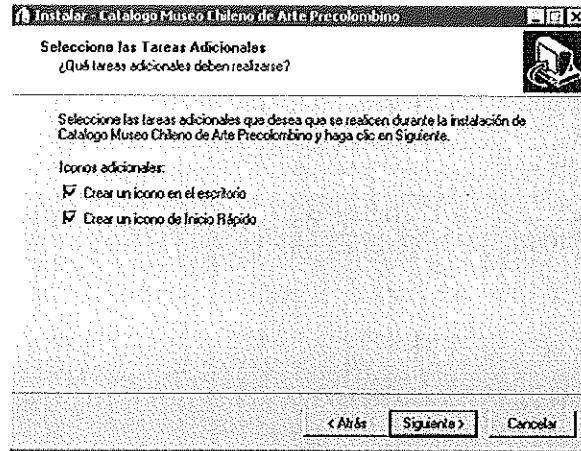 Instalar - Catalogo Museo Chileno de Arte Precolombino
Seleccione las Tareas Adicionales
¿Qué tareas adicionales deben realizarse?
Seleccione las tareas adicionales que desea que se realicen durante la instalación de
Catalogo Museo Chileno de Arte Precolombino y haga clic en Siguiente.
Iconos adicionales:
Crear un icono en el escritorio
Crear un icono de Inicio Rápido
< Atrás
Siguiente >
Cancelar